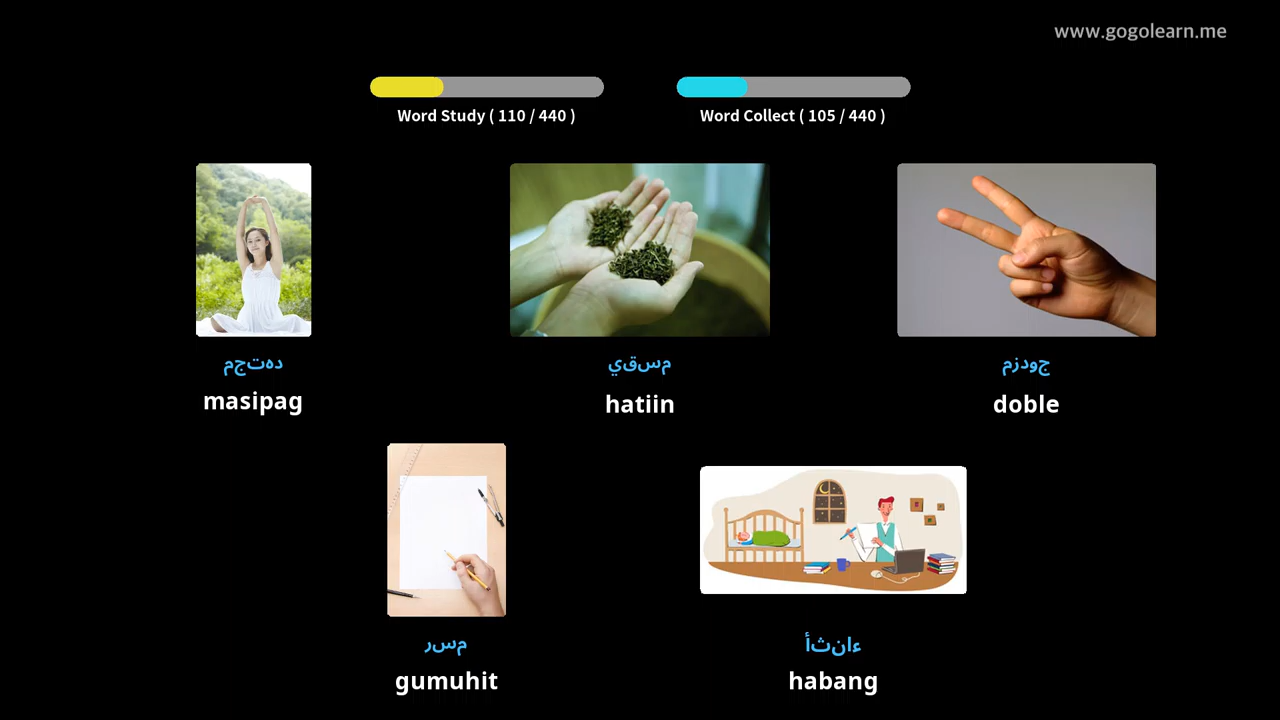 www.gogolearn.me
Word Study ( 110 / 440 )
Word Collect ( 105 / 440 )
دهتجم
masipag
مسقي
hatiin
جودزم
doble
مسر
gumuhit
ءانثأ
habang